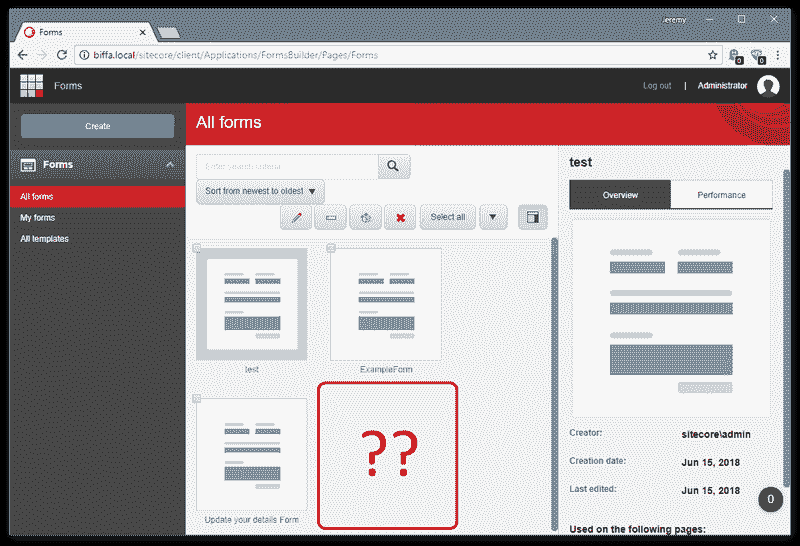 Jeremy
Forms
biffa.local/sitecore/client/Applications/FormsBuilder/Pages/Forms
0
0
Forms
Log out | Administrator
Create
All forms
Forms
All forms
My forms
All templates
Enter search criteria
Sort from newest to oldest
Select all
test
ExampleForm
Update your details Form
??
test
Overview
Performance
Creator: sitecore\admin
Creation date: Jun 15, 2018
Last edited: Jun 15, 2018
0
Used on the following pages: